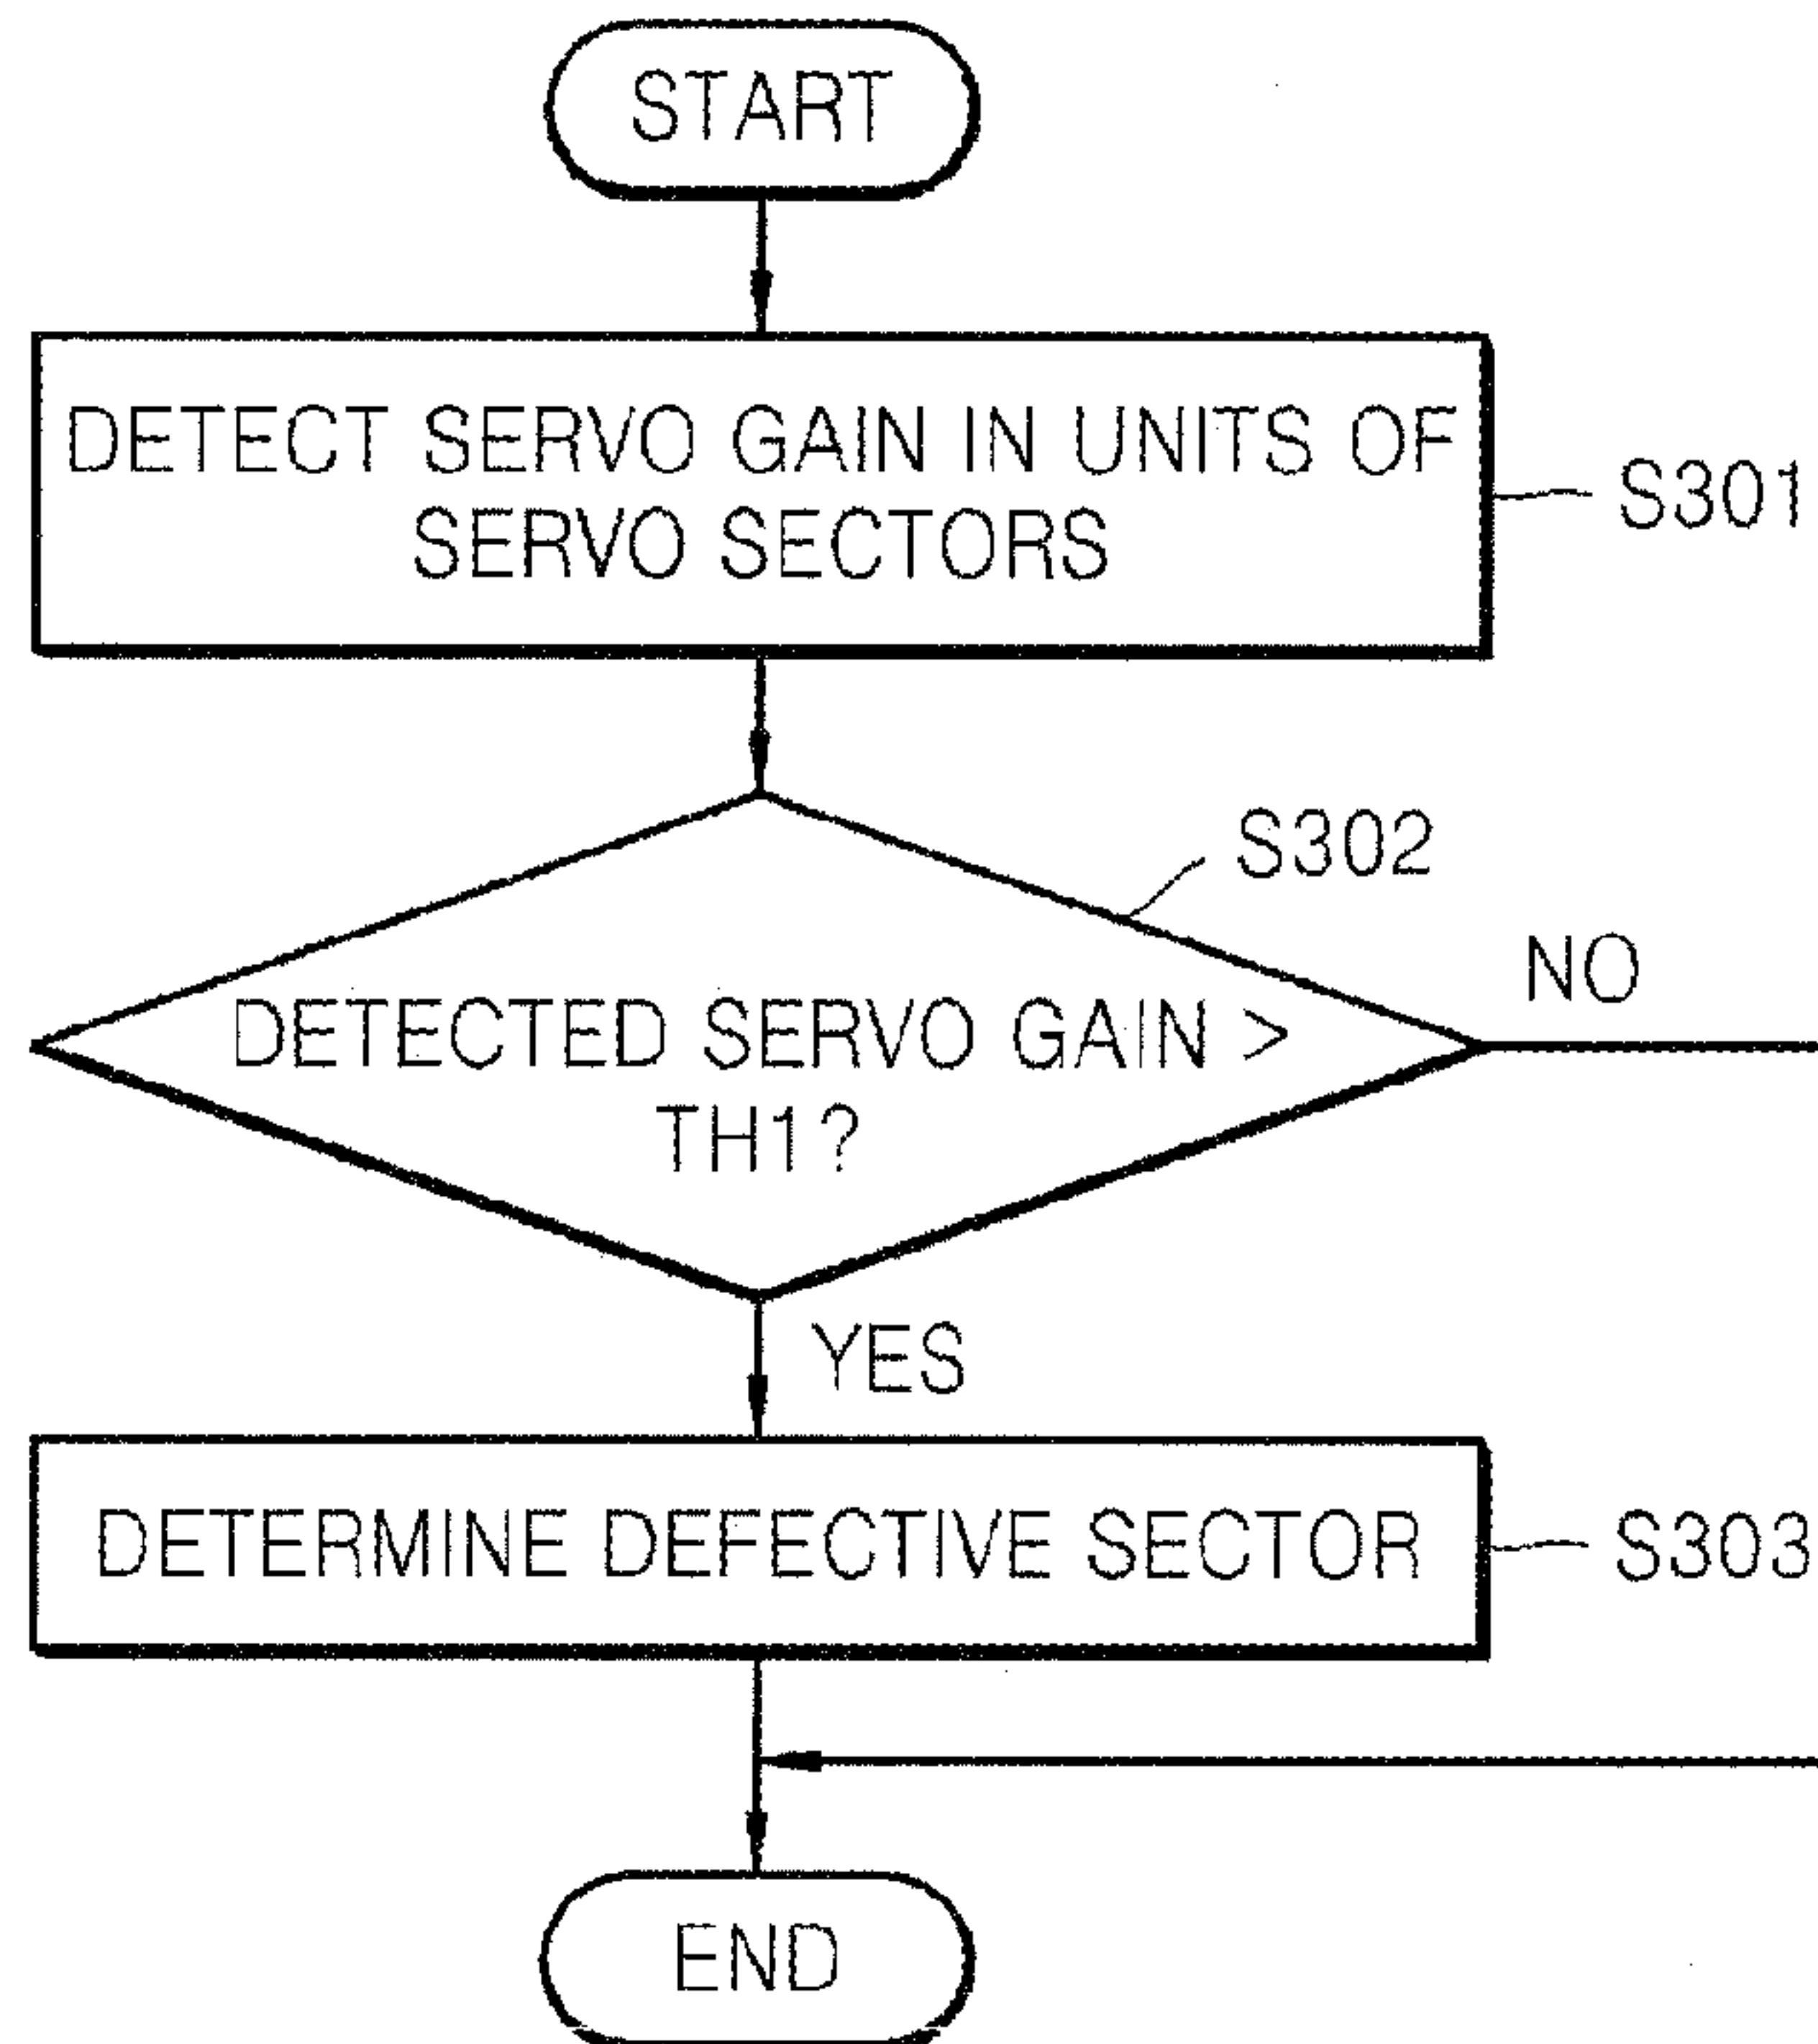 START
DETECT SERVO GAIN IN UNITS OF
SERVO SECTORS
S301
S302
NO
DETECTED SERVO GAIN >
TH1?
YES
DETERMINE DEFECTIVE SECTOR
S303
END